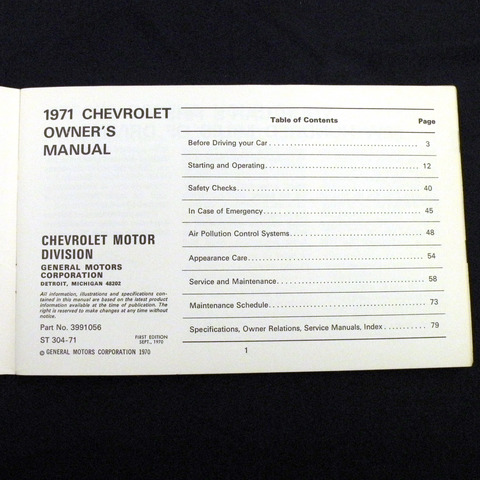 1971 CHEVROLET
OWNER'S
MANUAL
CHEVROLET MOTOR
DIVISION
GENERAL MOTORS
CORPORATION
DETROIT, MICHIGAN 48202
All information, illustrations and specifications con-
tained in this manual are based on the latest product
information available at the time of publication. The
right is reserved to make changes at any time without
notice.
Part No. 3991056
ST 304-71
FIRST EDITION
SEPT., 1970
© GENERAL MOTORS CORPORATION 1970
Table of Contents Page
Before Driving your Car 3
Starting and Operating 12
Safety Checks 40
In Case of Emergency 45
Air Pollution Control Systems 48
Appearance Care 54
Service and Maintenance 58
Maintenance Schedule 73
Specifications, Owner Relations, Service Manuals, Index 79
1